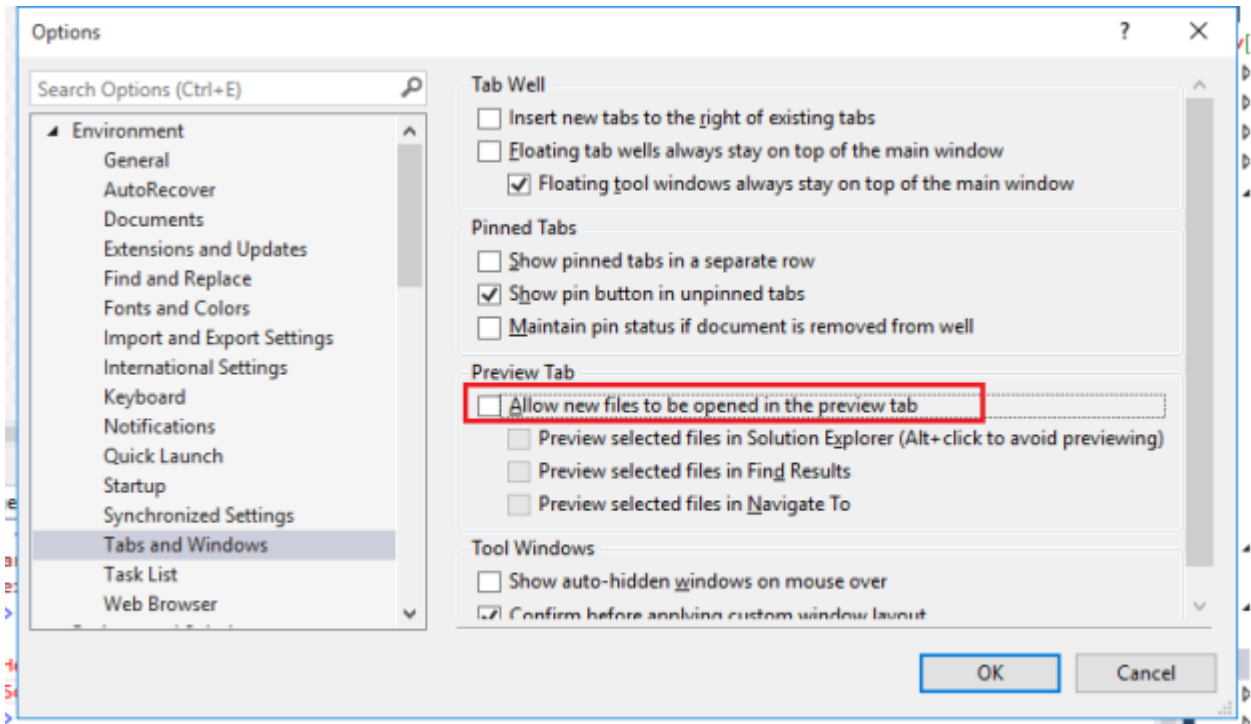 Options
?
Search Options (Ctrl+E)
Environment
General
AutoRecover
Documents
Extensions and Updates
Find and Replace
Fonts and Colors
Import and Export Settings
International Settings
Keyboard
Notifications
Quick Launch
Startup
Synchronized Settings
Tabs and Windows
Task List
Web Browser
Tab Well
Insert new tabs to the right of existing tabs
Floating tab wells always stay on top of the main window
Floating tool windows always stay on top of the main window
Pinned Tabs
Show pinned tabs in a separate row
Show pin button in unpinned tabs
Maintain pin status if document is removed from well
Preview Tab
Allow new files to be opened in the preview tab
Preview selected files in Solution Explorer (Alt+click to avoid previewing)
Preview selected files in Find Results
Preview selected files in Navigate To
Tool Windows
Show auto-hidden windows on mouse over
Confirm before applying custom window layout
OK
Cancel